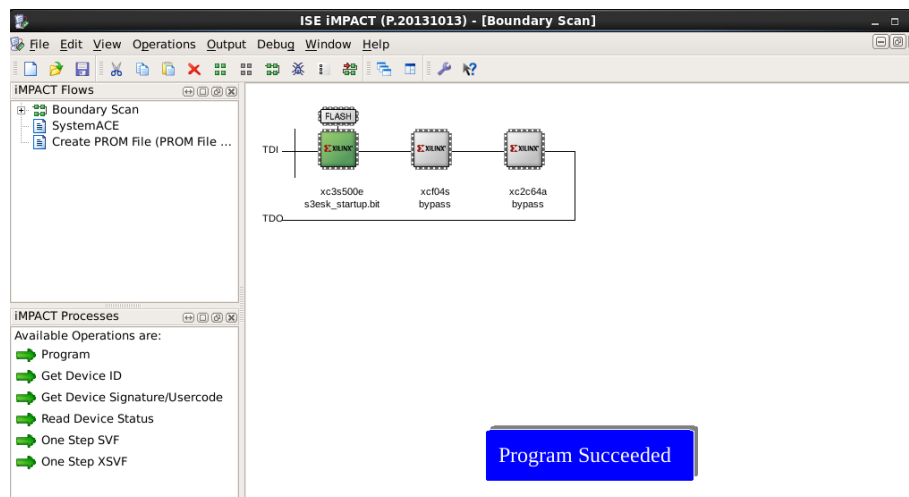 ISE iMPACT (P.20131013) - [Boundary Scan]
File Edit View Operations Output Debug Window Help
iMPACT Flows
Boundary Scan
SystemACE
Create PROM File (PROM File ...
iMPACT Processes
Available Operations are:
Program
Get Device ID
Get Device Signature/Usercode
Read Device Status
One Step SVF
One Step XSVF
FLASH
TDI
XILINX XILINX XILINX
xc3s500e xcf04s xc2c64a
s3esk_startup.bit bypass bypass
TDO
Program Succeeded